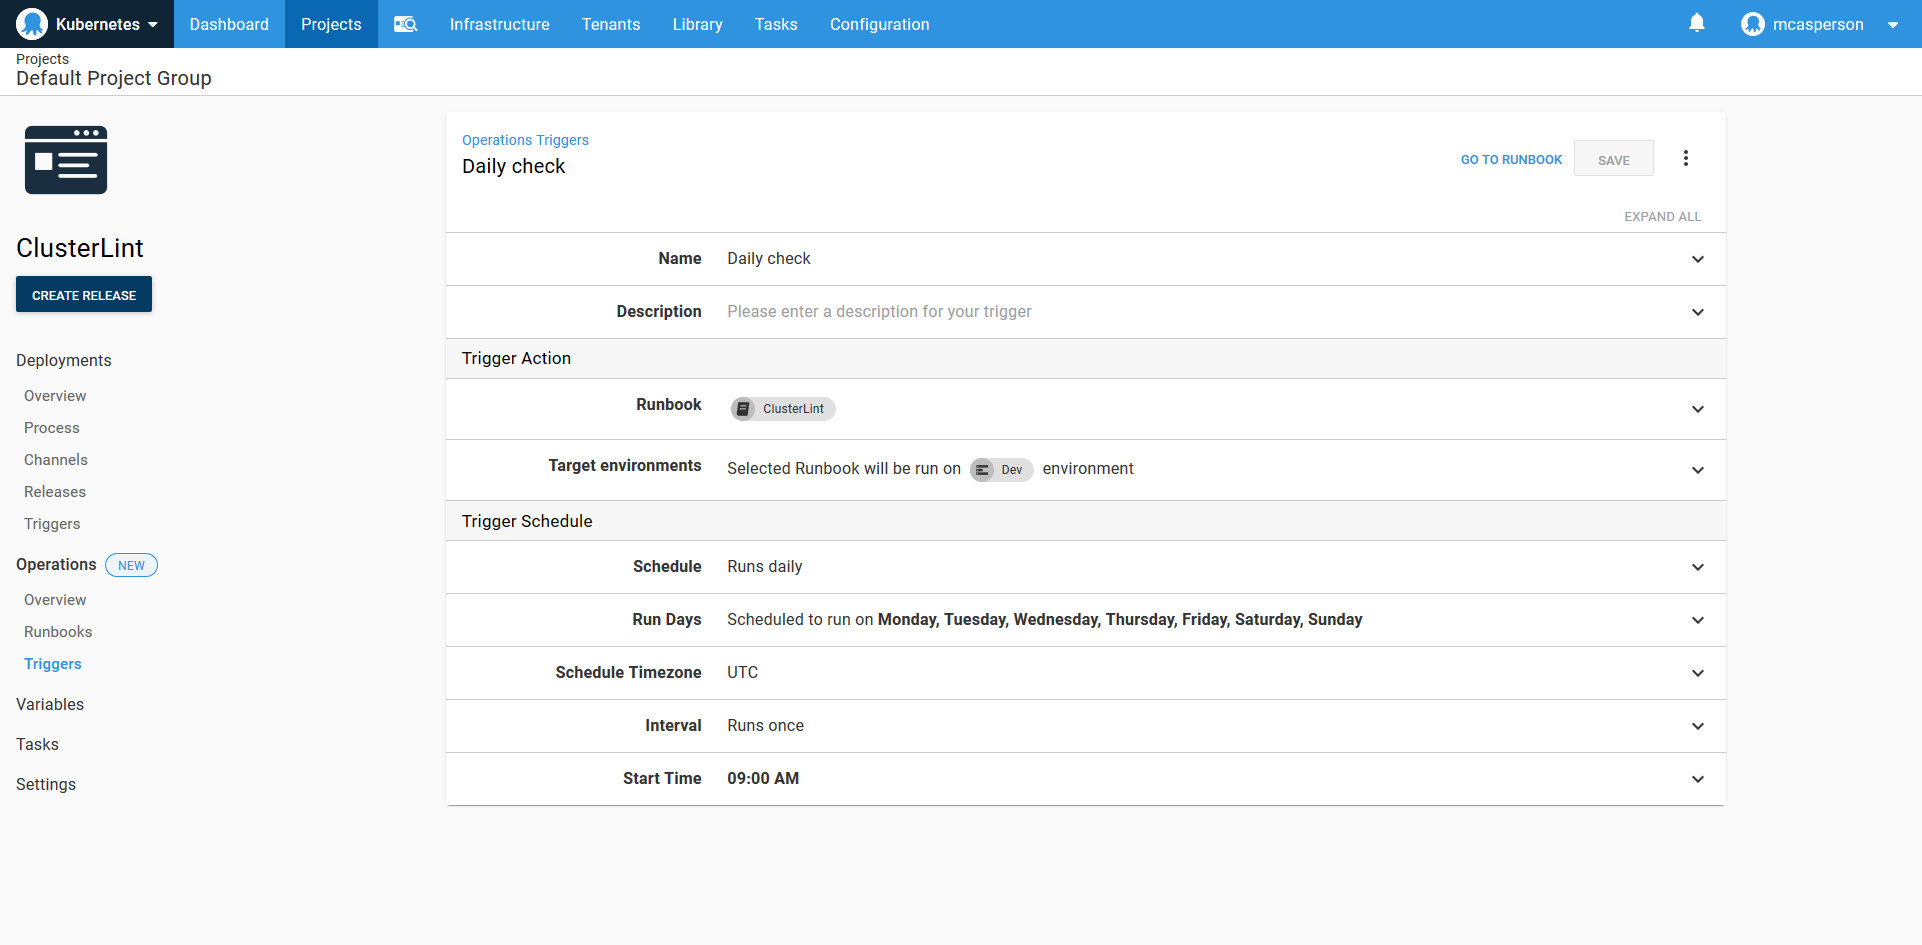 Kubernetes Dashboard Projects Infrastructure Tenants Library Tasks Configuration mcasperson
Projects
Default Project Group
ClusterLint
CREATE RELEASE
Deployments
Overview
Process
Channels
Releases
Triggers
Operations NEW
Overview
Runbooks
Triggers
Variables
Tasks
Settings
Operations Triggers
Daily check
GO TO RUNBOOK SAVE
EXPAND ALL
Name Daily check
Description Please enter a description for your trigger
Trigger Action
Runbook ClusterLint
Target environments Selected Runbook will be run on Dev environment
Trigger Schedule
Schedule Runs daily
Run Days Scheduled to run on Monday, Tuesday, Wednesday, Thursday, Friday, Saturday, Sunday
Schedule Timezone UTC
Interval Runs once
Start Time 09:00 AM